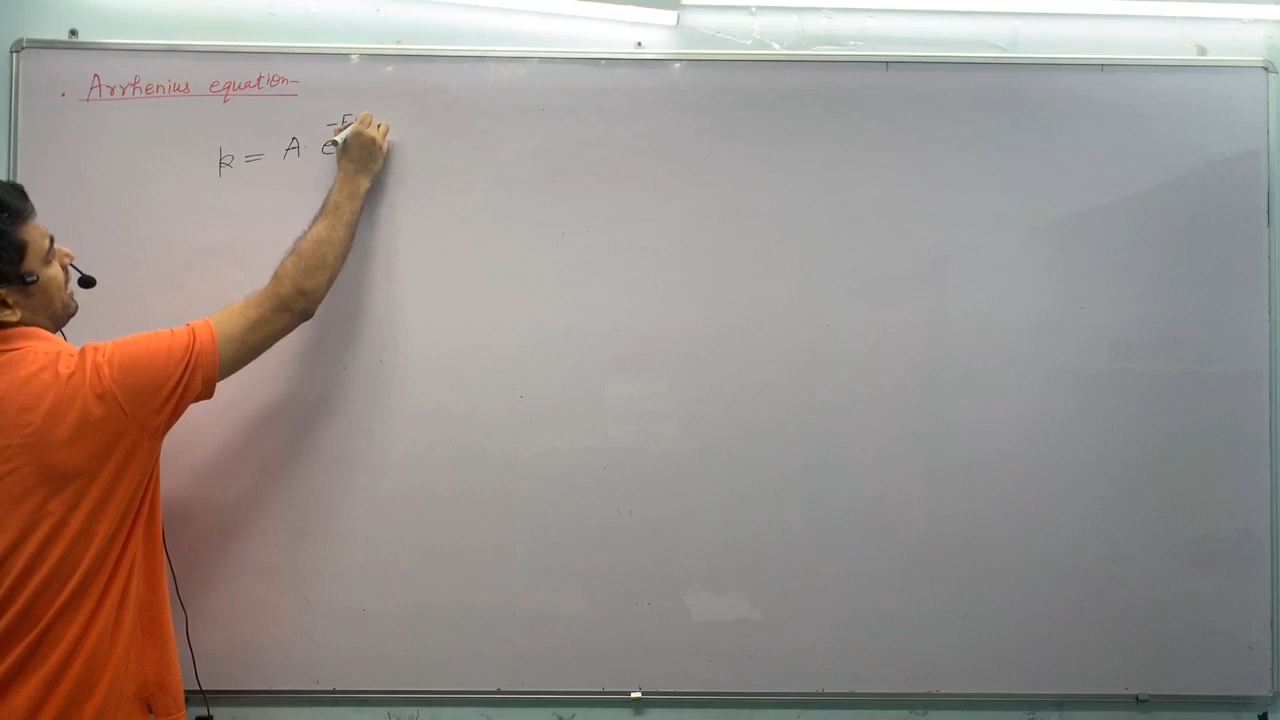 . Arrhenius equation-
k = A. e -E